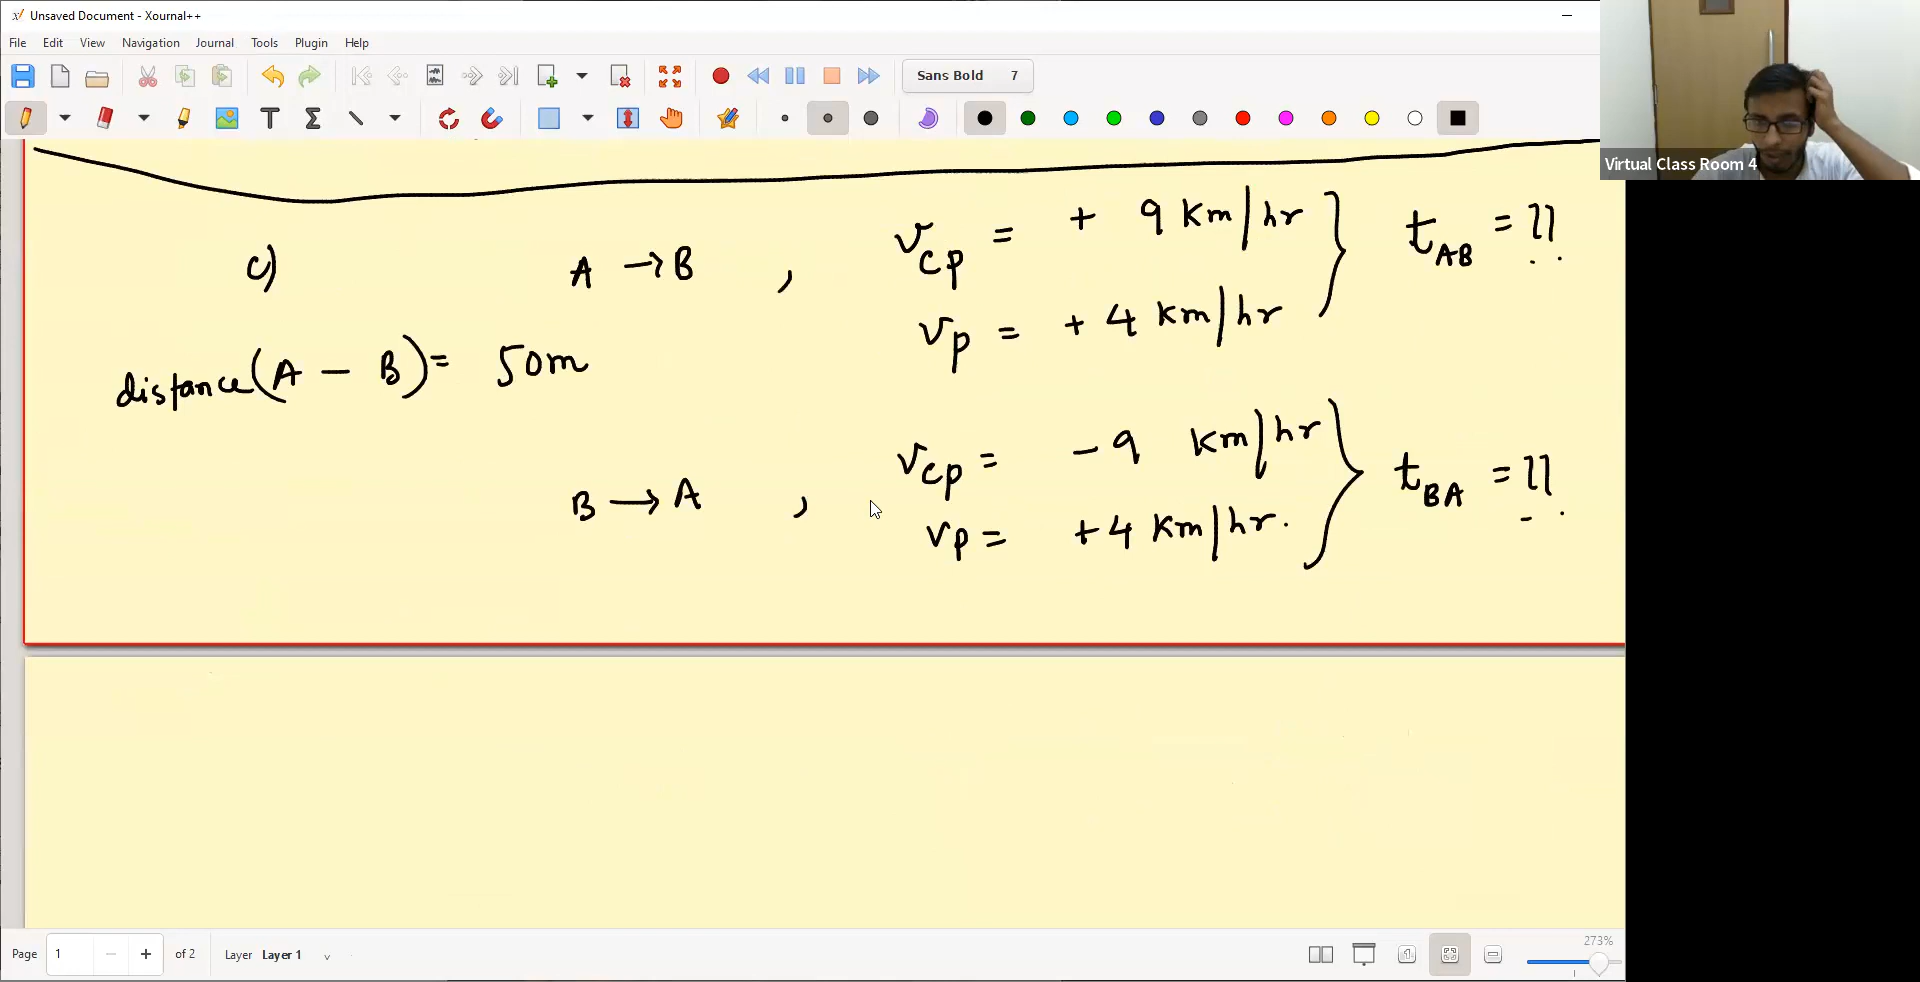 Unsaved Document - Xournal++
File Edit View Navigation Journal Tools Plugin Help
Sans Bold 7
Virtual Class Room 4
c) A → B , v_cp = + 9 km/hr } t_AB = ??
v_p = + 4 km/hr
distance(A - B) = 50m
v_cp = - 9 km/hr
B → A , } t_BA = ??
v_p = + 4 km/hr.
273%
Page 1 of 2 Layer Layer 1